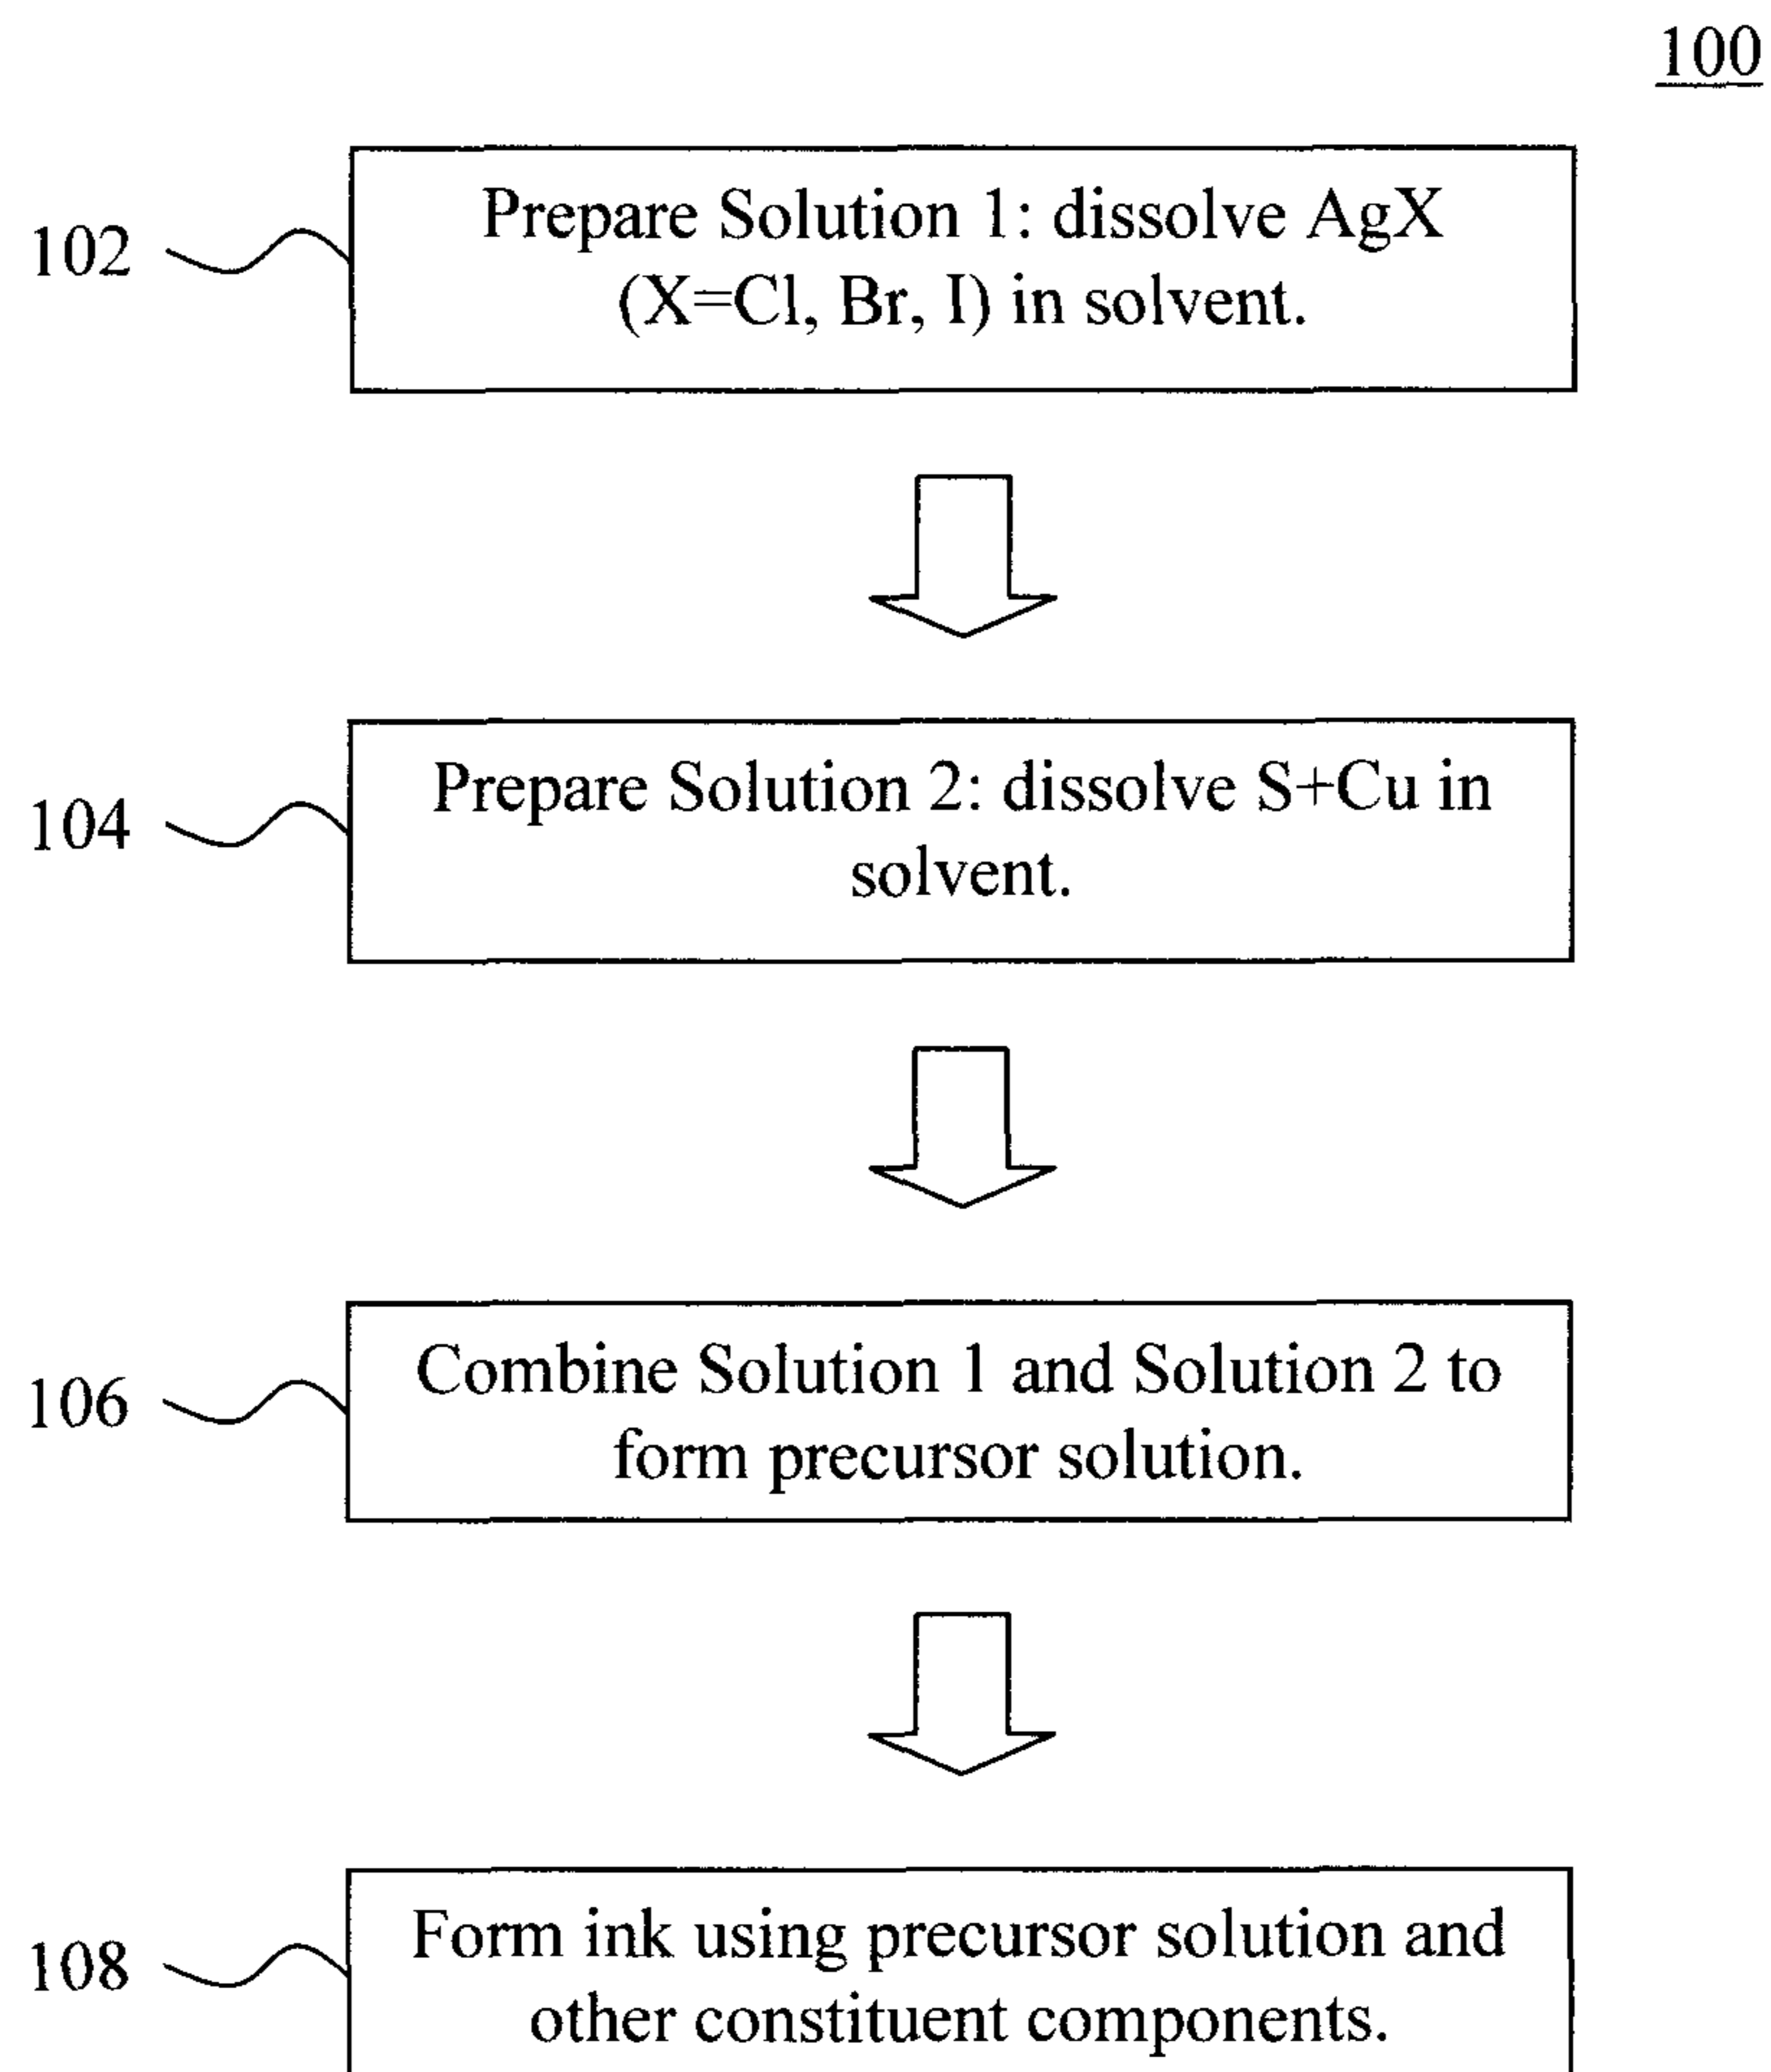 100
102
Prepare Solution 1: dissolve AgX
(X=Cl, Br, I) in solvent.
104
Prepare Solution 2: dissolve S+Cu in
solvent.
106
Combine Solution 1 and Solution 2 to
form precursor solution.
108
Form ink using precursor solution and
other constituent components.